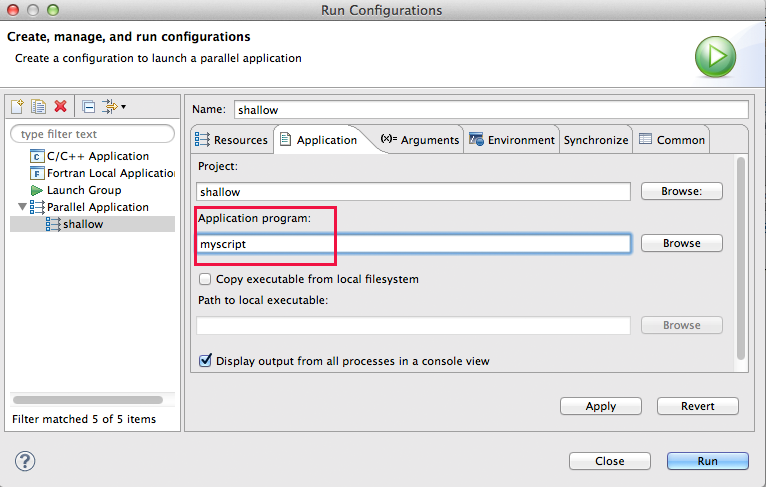 Run Configurations
Create, manage, and run configurations
Create a configuration to launch a parallel application
type filter text
C C/C++ Application
F Fortran Local Application
Launch Group
Parallel Application
shallow
Filter matched 5 of 5 items
Name: shallow
Resources Application (x)= Arguments Environment Synchronize Common
Project:
shallow Browse:
Application program:
myscript Browse
Copy executable from local filesystem
Path to local executable:
Browse
Display output from all processes in a console view
Apply Revert
? Close Run